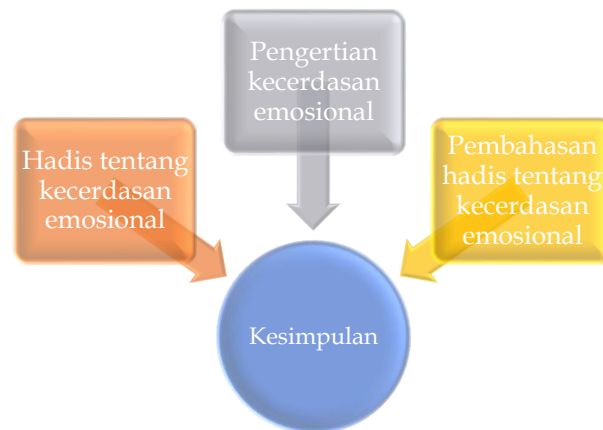 Pengertian
kecerdasan
emosional
Hadis tentang
kecerdasan
emosional
Pembahasan
hadis tentang
kecerdasan
emosional
Kesimpulan